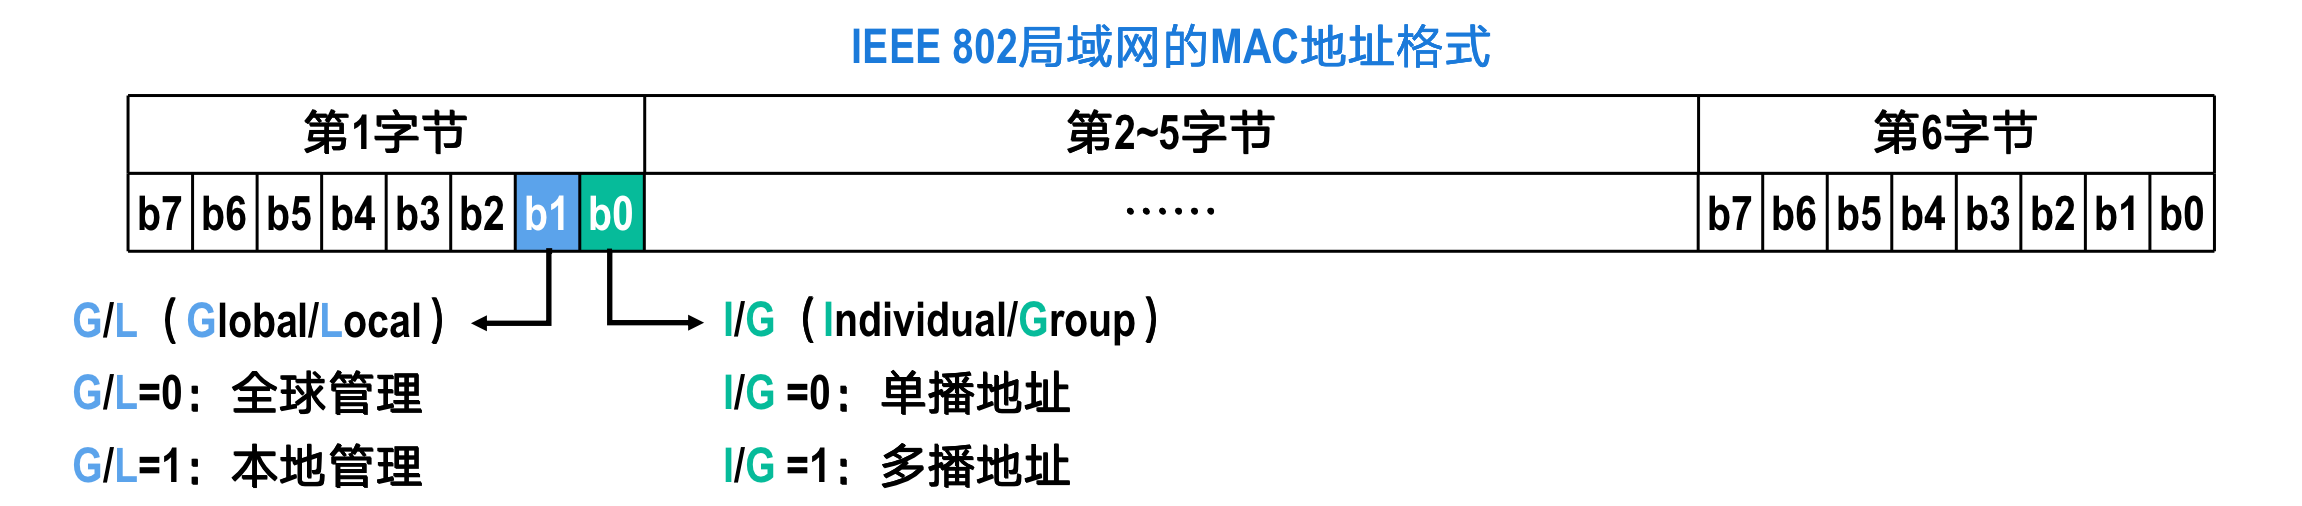 IEEE 802局域网的MAC地址格式
第1字节 第2~5字节 第6字节
b7 b6 b5 b4 b3 b2 b1 b0 ······ b7 b6 b5 b4 b3 b2 b1 b0
G/L（Global/Local） I/G（Individual/Group）
G/L=0：全球管理 I/G =0：单播地址
G/L=1：本地管理 I/G =1：多播地址